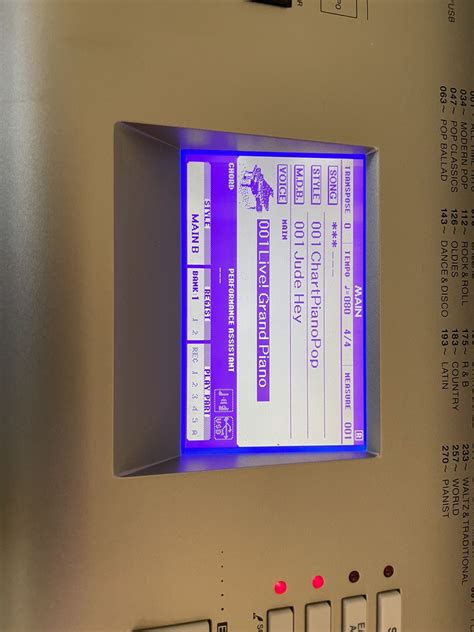 USB
MAIN
TRANSPOSE 0 TEMPO ♩=080 4/4 MEASURE 001
SONG ***---
STYLE 001 ChartPianoPop
M.D.B. 001 Jude Hey
VOICE MAIN
001 Live! Grand Piano
CHORD PERFORMANCE ASSISTANT
---
STYLE REGIST PLAY PART
MAIN B BANK 1 1 2 REC 1 2 3 4 5 R
USB
034~ MODERN POP
047~ POP CLASSICS
063~ POP BALLAD
112~ ROCK & ROLL
126~ OLDIES
143~ DANCE & DISCO
175~ R & B
183~ COUNTRY
193~ LATIN
233~ WALTZ & TRADITIONAL
257~ WORLD
270~ PIANIST